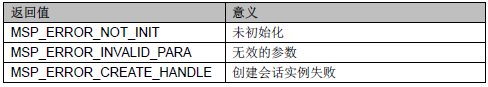 返回值 意义
MSP_ERROR_NOT_INIT 未初始化
MSP_ERROR_INVALID_PARA 无效的参数
MSP_ERROR_CREATE_HANDLE 创建会话实例失败